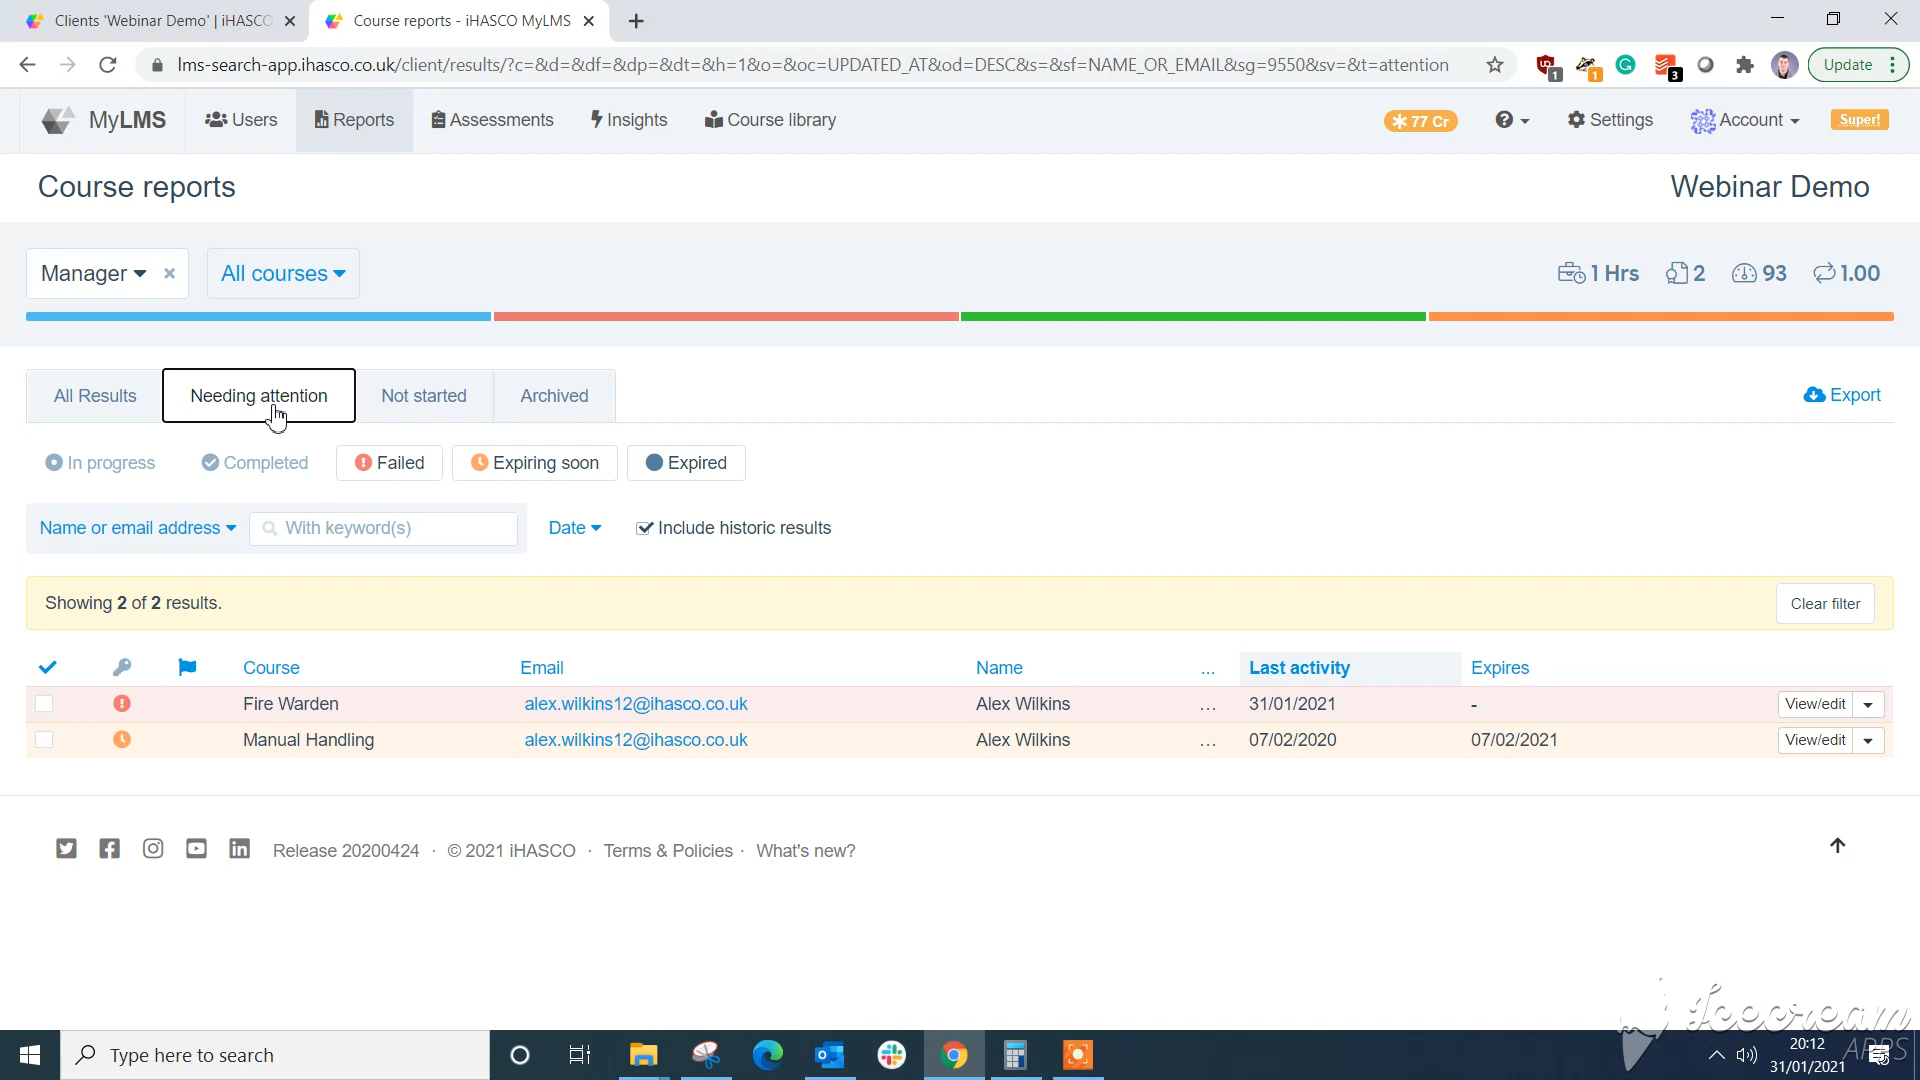 Clients 'Webinar Demo' | iHASCO
Course reports - iHASCO MyLMS
lms-search-app.ihasco.co.uk/client/results/?c=&d=&df=&dp=&dt=&h=1&o=&oc=UPDATED_AT&od=DESC&s=&sf=NAME_OR_EMAIL&sg=9550&sv=&t=attention
1
1
3
Update
MyLMS
Users
Reports
Assessments
Insights
Course library
77 Cr
Settings
Account
Super!
Course reports
Webinar Demo
Manager
All courses
1 Hrs
2
93
1.00
All Results
Needing attention
Not started
Archived
Export
In progress
Completed
Failed
Expiring soon
Expired
Name or email address
With keyword(s)
Date
Include historic results
Showing 2 of 2 results.
Clear filter
Course Email Name ... Last activity Expires
Fire Warden alex.wilkins12@ihasco.co.uk Alex Wilkins ... 31/01/2021 - View/edit
Manual Handling alex.wilkins12@ihasco.co.uk Alex Wilkins ... 07/02/2020 07/02/2021 View/edit
Release 20200424 · © 2021 iHASCO · Terms & Policies · What's new?
Icecream
APPS
Type here to search
20:12
31/01/2021